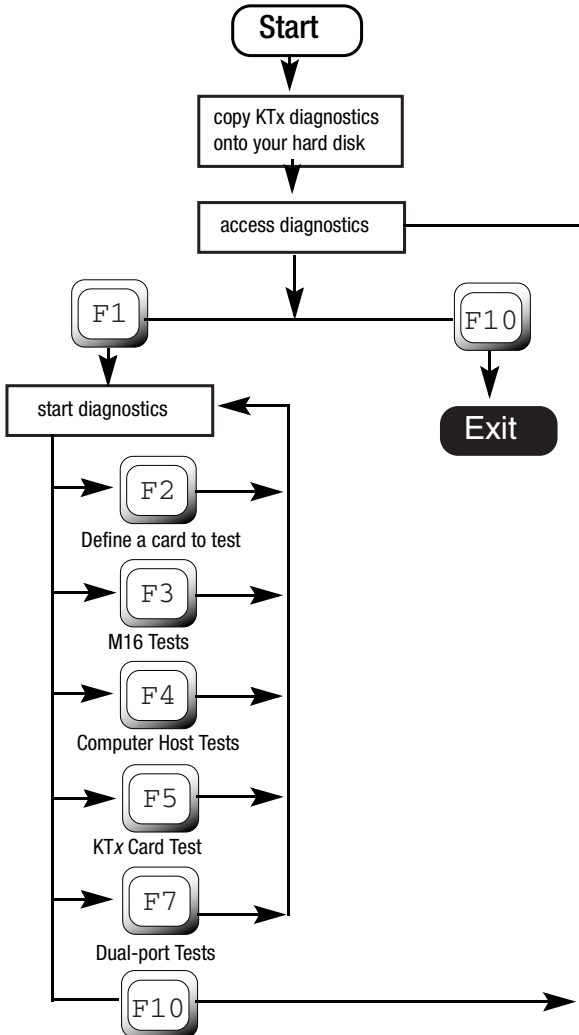 Start
copy KTx diagnostics
onto your hard disk
access diagnostics
F1
F10
start diagnostics
Exit
F2
Define a card to test
F3
M16 Tests
F4
Computer Host Tests
F5
KTx Card Test
F7
Dual-port Tests
F10